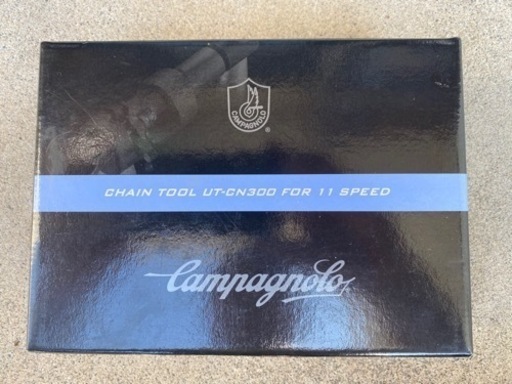 CAMPAGNOLO
®
CHAIN TOOL UT-CN300 FOR 11 SPEED
Campagnolo